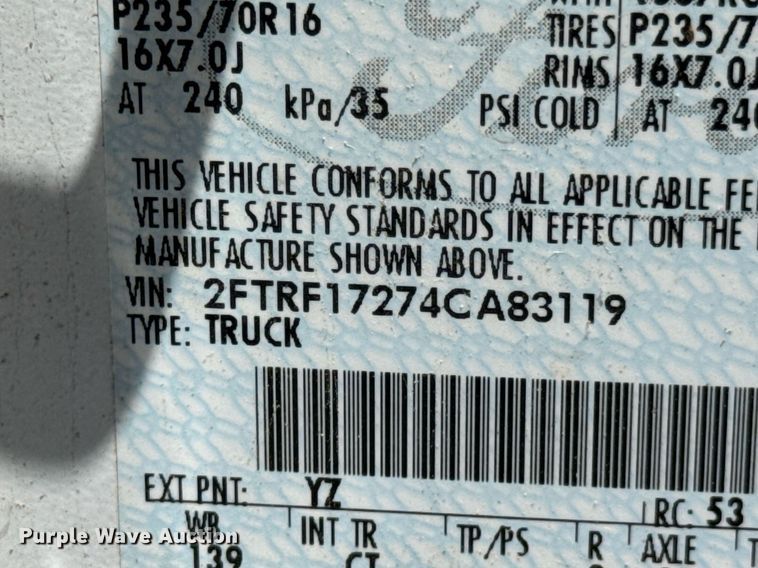 P235/70R16
TIRES P235/7
16X7.0J
RIMS 16X7.0J
AT 240 kPa/35 PSI COLD AT 240
THIS VEHICLE CONFORMS TO ALL APPLICABLE FE
VEHICLE SAFETY STANDARDS IN EFFECT ON THE
MANUFACTURE SHOWN ABOVE.
VIN: 2FTRF17274CA83119
TYPE: TRUCK
EXT PNT: YZ
RC: 53
WB INT TR TP/PS R AXLE
139 CT
Purple Wave Auction